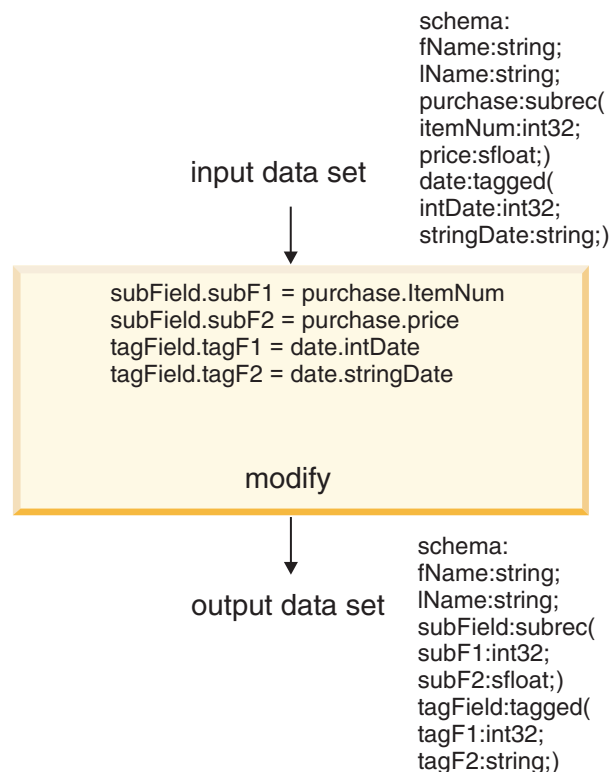 schema:
fName:string;
lName:string;
purchase:subrec(
itemNum:int32;
price:sfloat;)
date:tagged(
intDate:int32;
stringDate:string;)
input data set
subField.subF1 = purchase.ItemNum
subField.subF2 = purchase.price
tagField.tagF1 = date.intDate
tagField.tagF2 = date.stringDate
modify
output data set
schema:
fName:string;
lName:string;
subField:subrec(
subF1:int32;
subF2:sfloat;)
tagField:tagged(
tagF1:int32;
tagF2:string;)